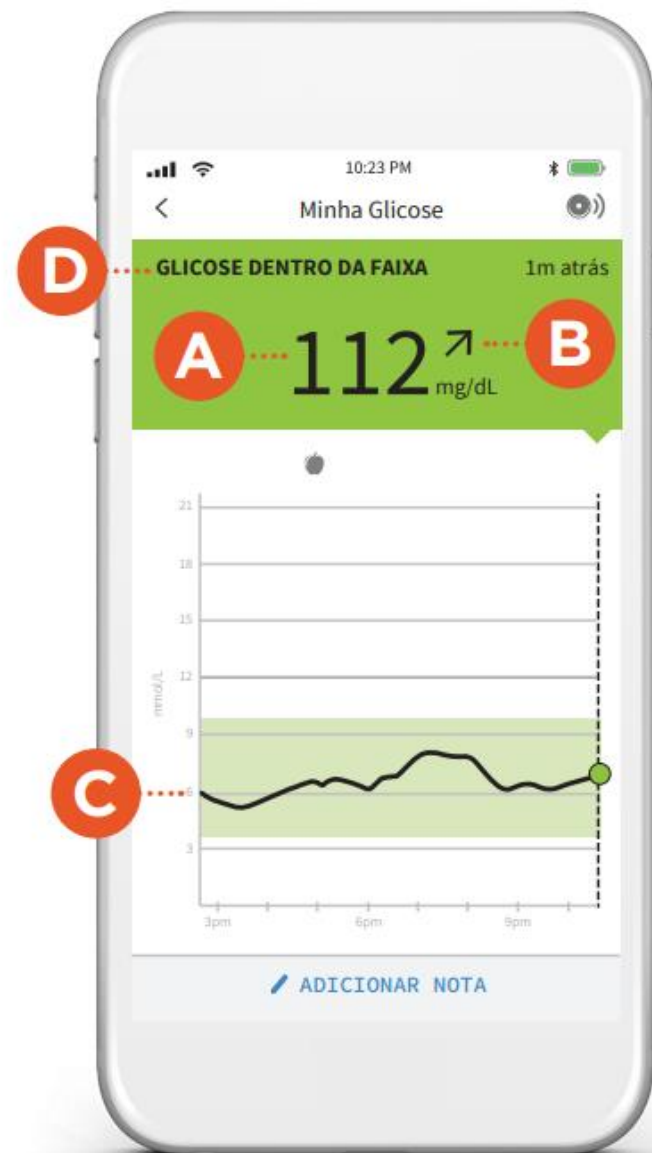 10:23 PM
Minha Glicose
D
GLICOSE DENTRO DA FAIXA
1m atrás
A
112
mg/dL
B
21
18
15
12
mmol/L
9
C
6
3
3pm
6pm
9pm
ADICIONAR NOTA